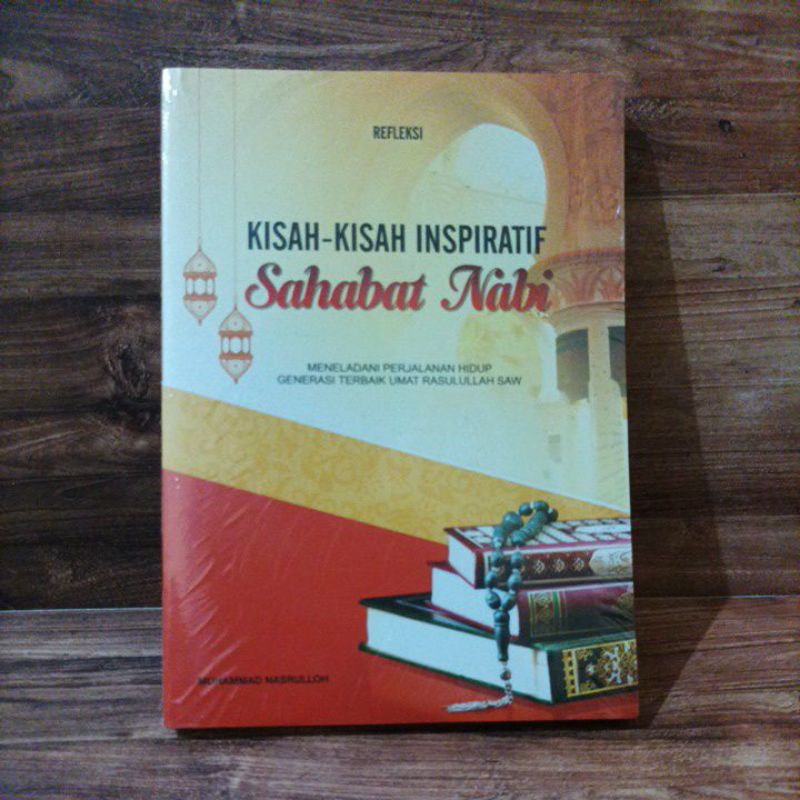 REFLEKSI
KISAH-KISAH INSPIRATIF
Sahabat Nabi
MENELADANI PERJALANAN HIDUP
GENERASI TERBAIK UMAT RASULULLAH SAW
MUHAMMAD NASRULLOH